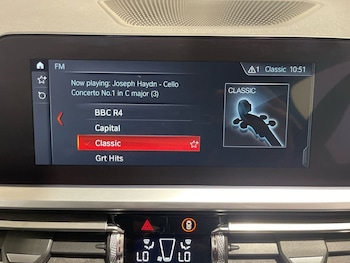 FM
1 Classic 10:51
Now playing: Joseph Haydn - Cello
Concerto No.1 in C major (3)
CLASSIC
BBC R4
Capital
Classic
Grt Hits
LO LO